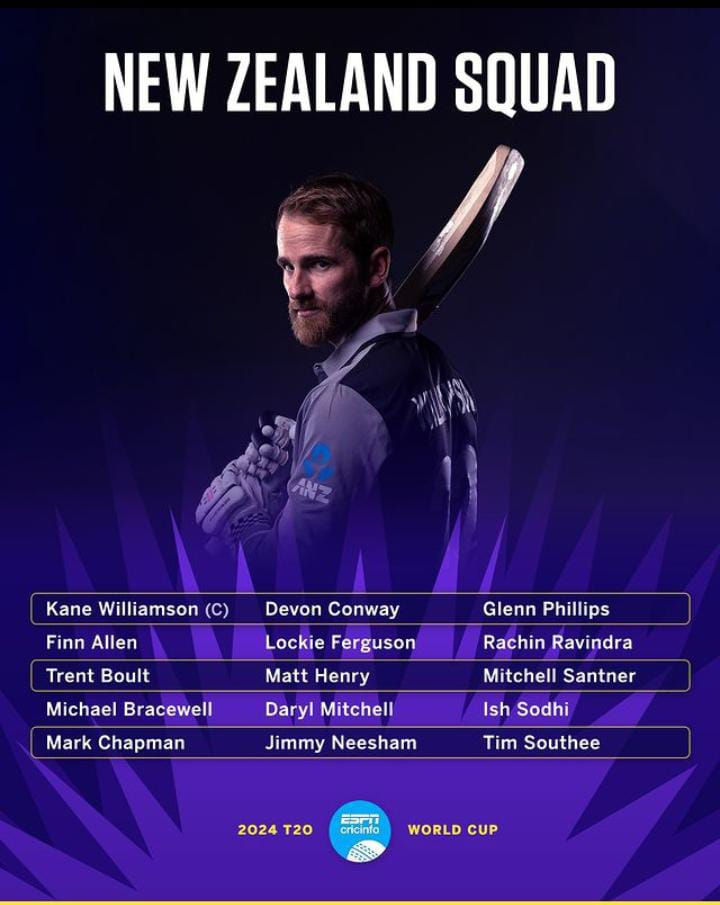 NEW ZEALAND SQUAD
ANZ
Kane Williamson (C) Devon Conway Glenn Phillips
Finn Allen Lockie Ferguson Rachin Ravindra
Trent Boult Matt Henry Mitchell Santner
Michael Bracewell Daryl Mitchell Ish Sodhi
Mark Chapman Jimmy Neesham Tim Southee
2024 T20 ESPN cricinfo WORLD CUP